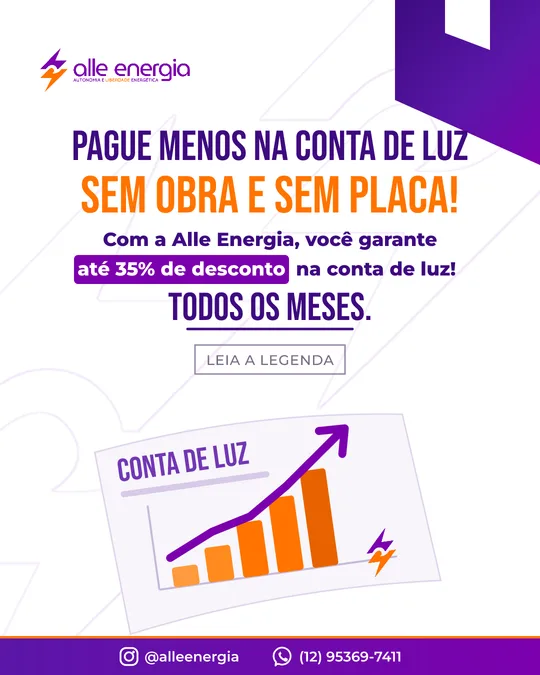 alle energia
AUTONOMIA E LIBERDADE ENERGÉTICA
PAGUE MENOS NA CONTA DE LUZ
SEM OBRA E SEM PLACA!
Com a Alle Energia, você garante
até 35% de desconto na conta de luz!
TODOS OS MESES.
LEIA A LEGENDA
CONTA DE LUZ
@alleenergia (12) 95369-7411